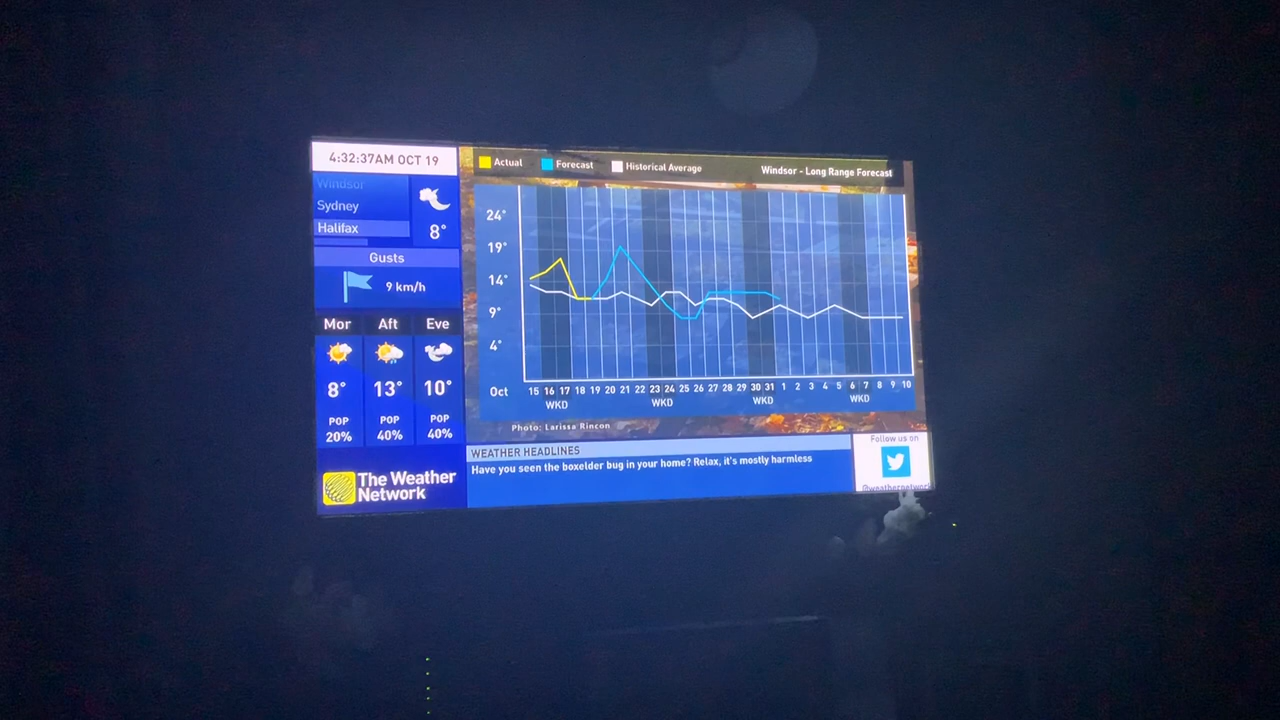 4:32:37AM OCT 19
Windsor
Sydney
Halifax
8°
Gusts
9 km/h
Mor Aft Eve
8° 13° 10°
POP POP POP
20% 40% 40%
The Weather
Network
Actual Forecast Historical Average Windsor - Long Range Forecast
24°
19°
14°
9°
4°
Oct 15 16 17 18 19 20 21 22 23 24 25 26 27 28 29 30 31 1 2 3 4 5 6 7 8 9 10
WKD WKD WKD WKD
Photo: Larissa Rincon
WEATHER HEADLINES
Have you seen the boxelder bug in your home? Relax, it's mostly harmless
Follow us on
@weathernetwork